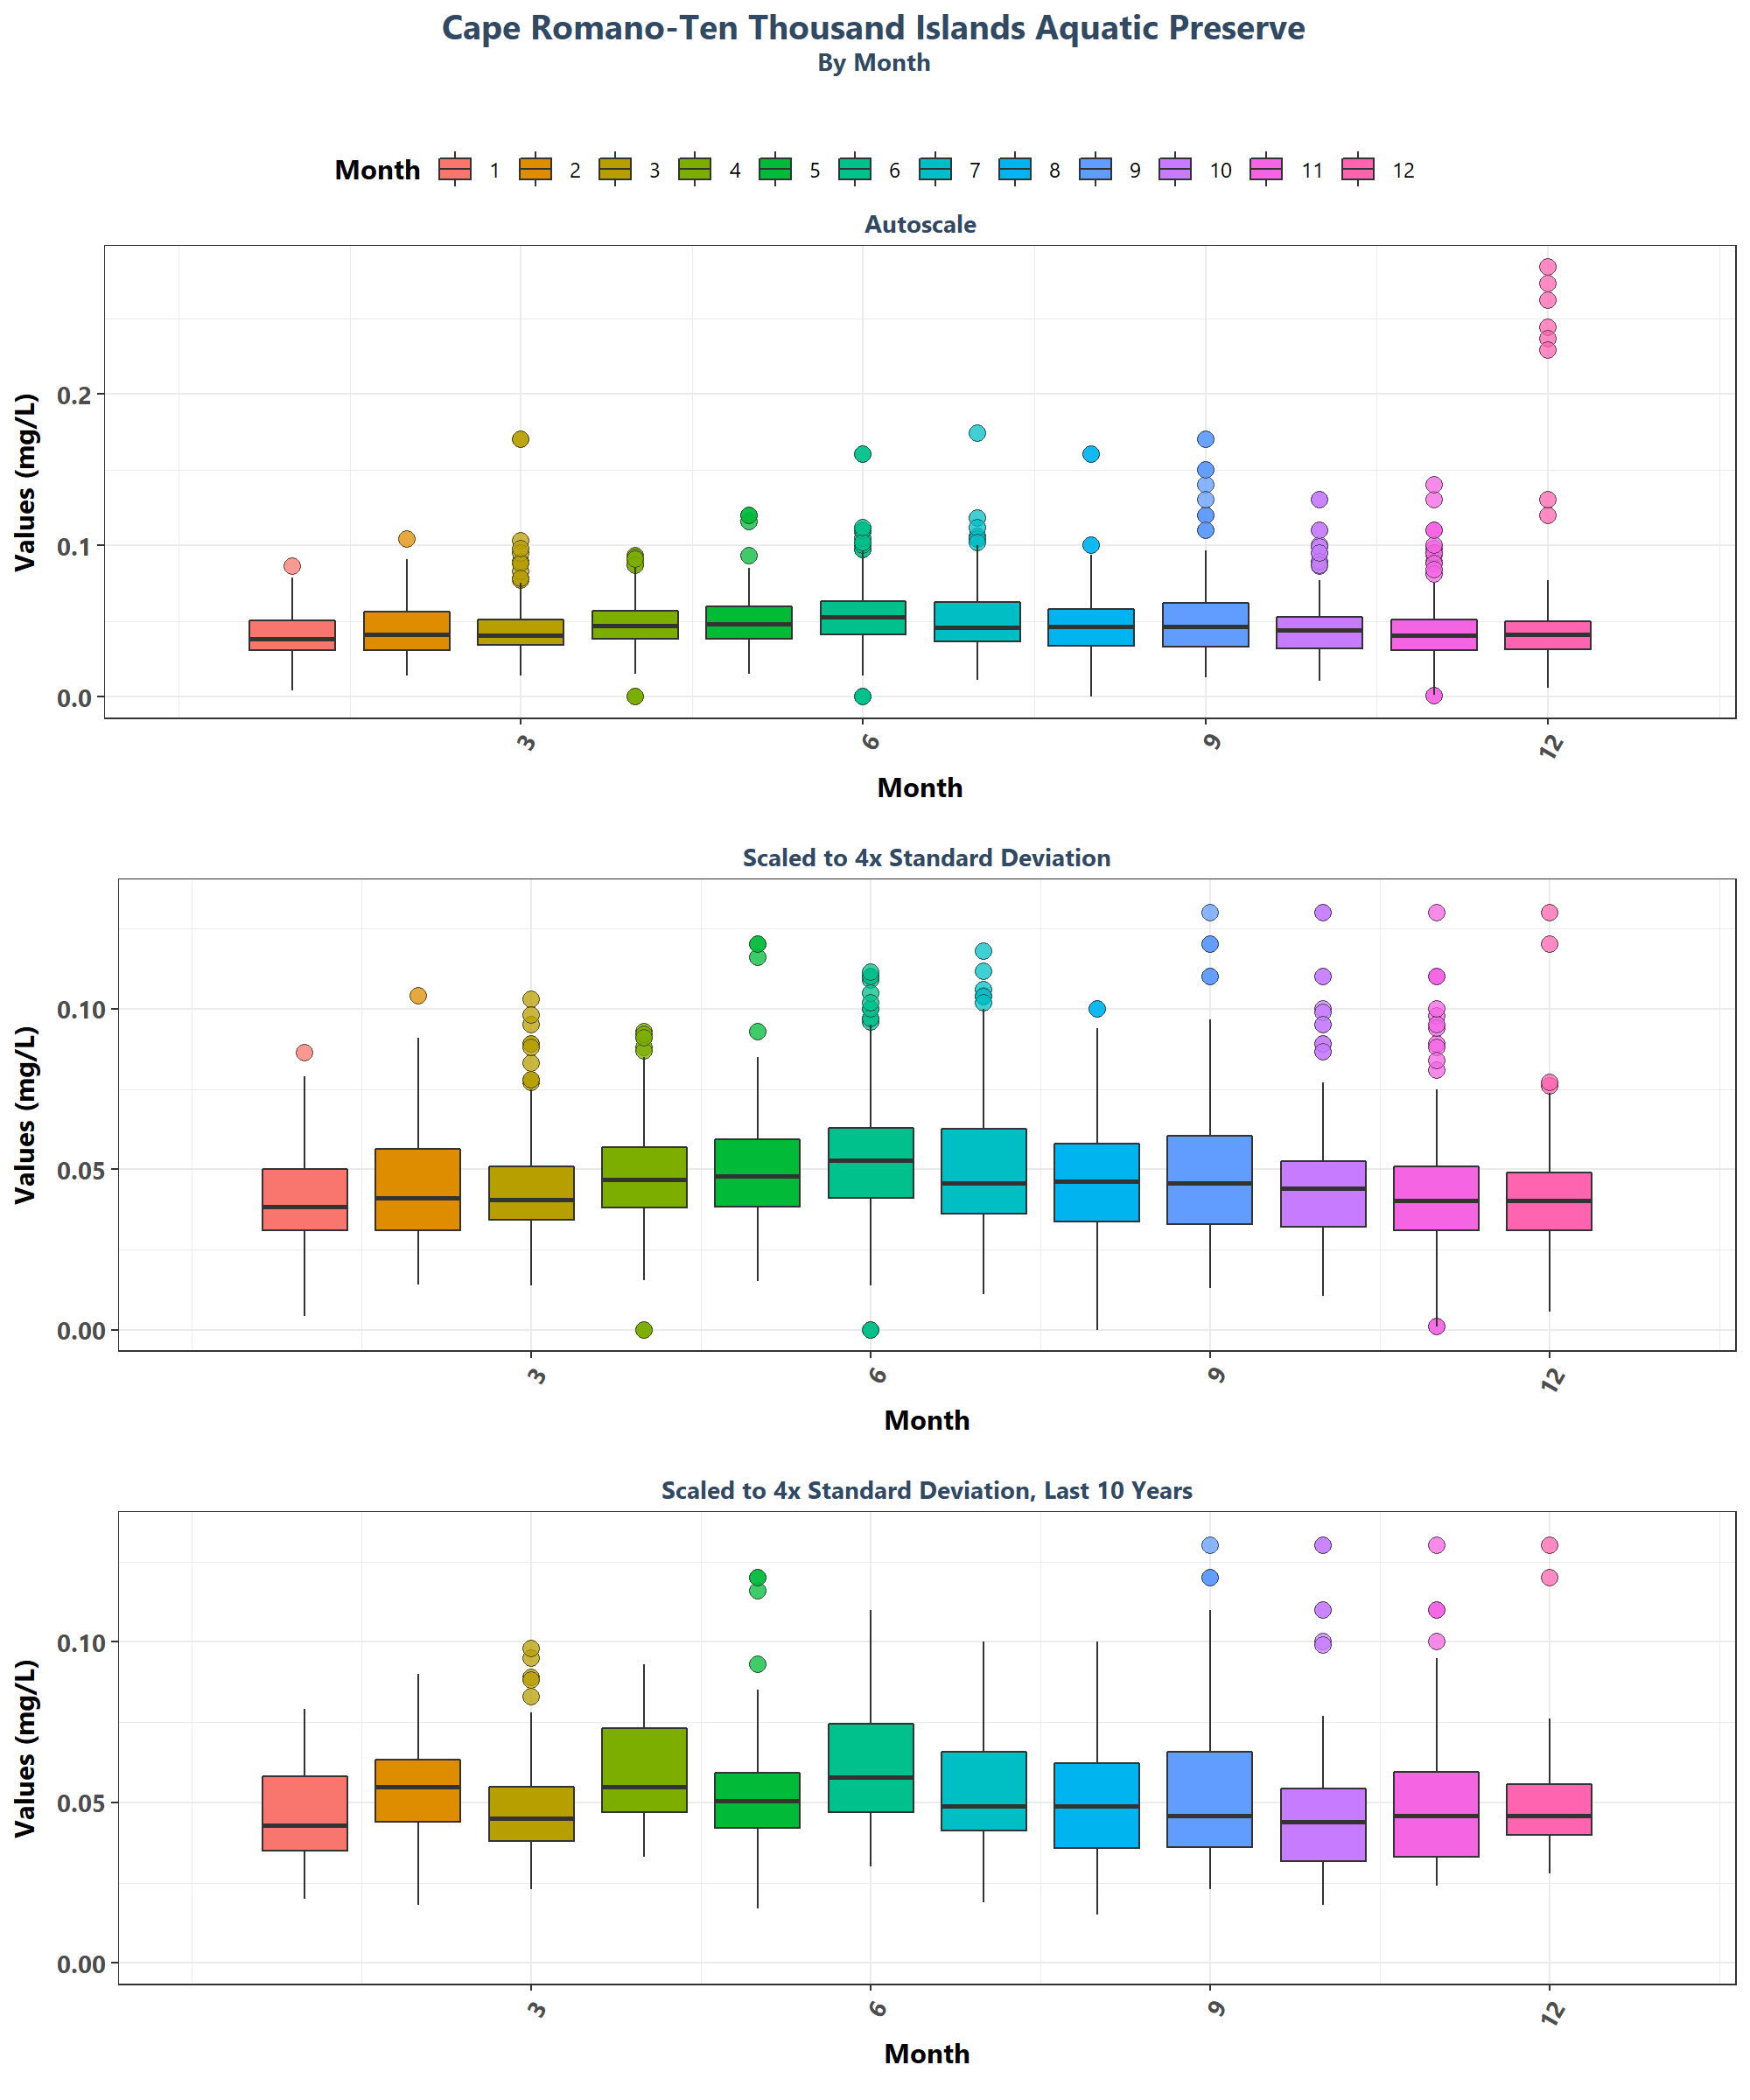 Cape Romano-Ten Thousand Islands Aquatic Preserve
By Month
Month 1 2 3 4 5 6 7 8 9 10 11 12
Autoscale
Values (mg/L)
0.2
0.1
0.0
3 6 9 12
Month
Scaled to 4x Standard Deviation
Values (mg/L)
0.10
0.05
0.00
3 6 9 12
Month
Scaled to 4x Standard Deviation, Last 10 Years
Values (mg/L)
0.10
0.05
0.00
3 6 9 12
Month